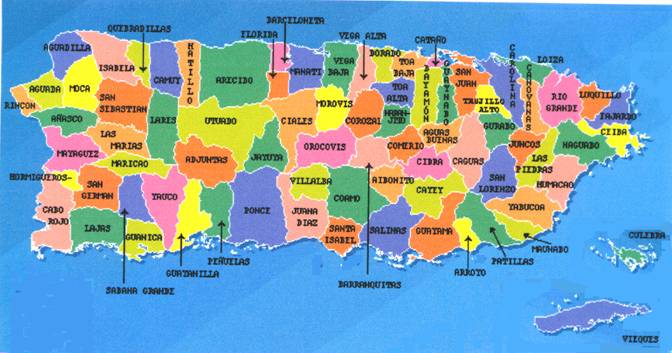 BARCELONITA
QUEBRADILLAS
FLORIDA
VEGA ALTA
CATAÑO
AGUADILLA
ISABELA
CAMUY
HATILLO
ARICIBO
MANATI
VEGA
BAJA
DORADO
TOA
BAJA
TOA
ALTA
BAYAMÓN
GUAYNABO
SAN
JUAN
TRUJILLO
ALTO
CAROLINA
CANOVANAS
LOIZA
RIO
GRANDE
LUQUILLO
FAJARDO
CEIBA
RINCON
AGUADA
MOCA
SAN
SEBASTIAN
AÑASCO
LARES
UTUADO
CIALES
MOROVIS
COROZAL
AGUAS
BUENAS
GURABO
JUNCOS
LAS
PIEDRAS
NAGUABO
LAS
MARIAS
MAYAGUEZ
MARICAO
ADJUNTAS
JAYUYA
OROCOVIS
COMERIO
CIDRA
CAGUAS
SAN
LORENZO
HUMACAO
HORMIGUEROS
SAN
GERMAN
VILLALBA
AIBONITO
COAMO
CAYEY
YABUCOA
CABO
ROJO
LAJAS
YAUCO
GUANICA
PONCE
JUANA
DIAZ
SANTA
ISABEL
SALINAS
GUAYAMA
SABANA GRANDE
GUAYANILLA
PEÑUELAS
BARRANQUITAS
ARROYO
PATILLAS
MAUNABO
CULEBRA
VIEQUES